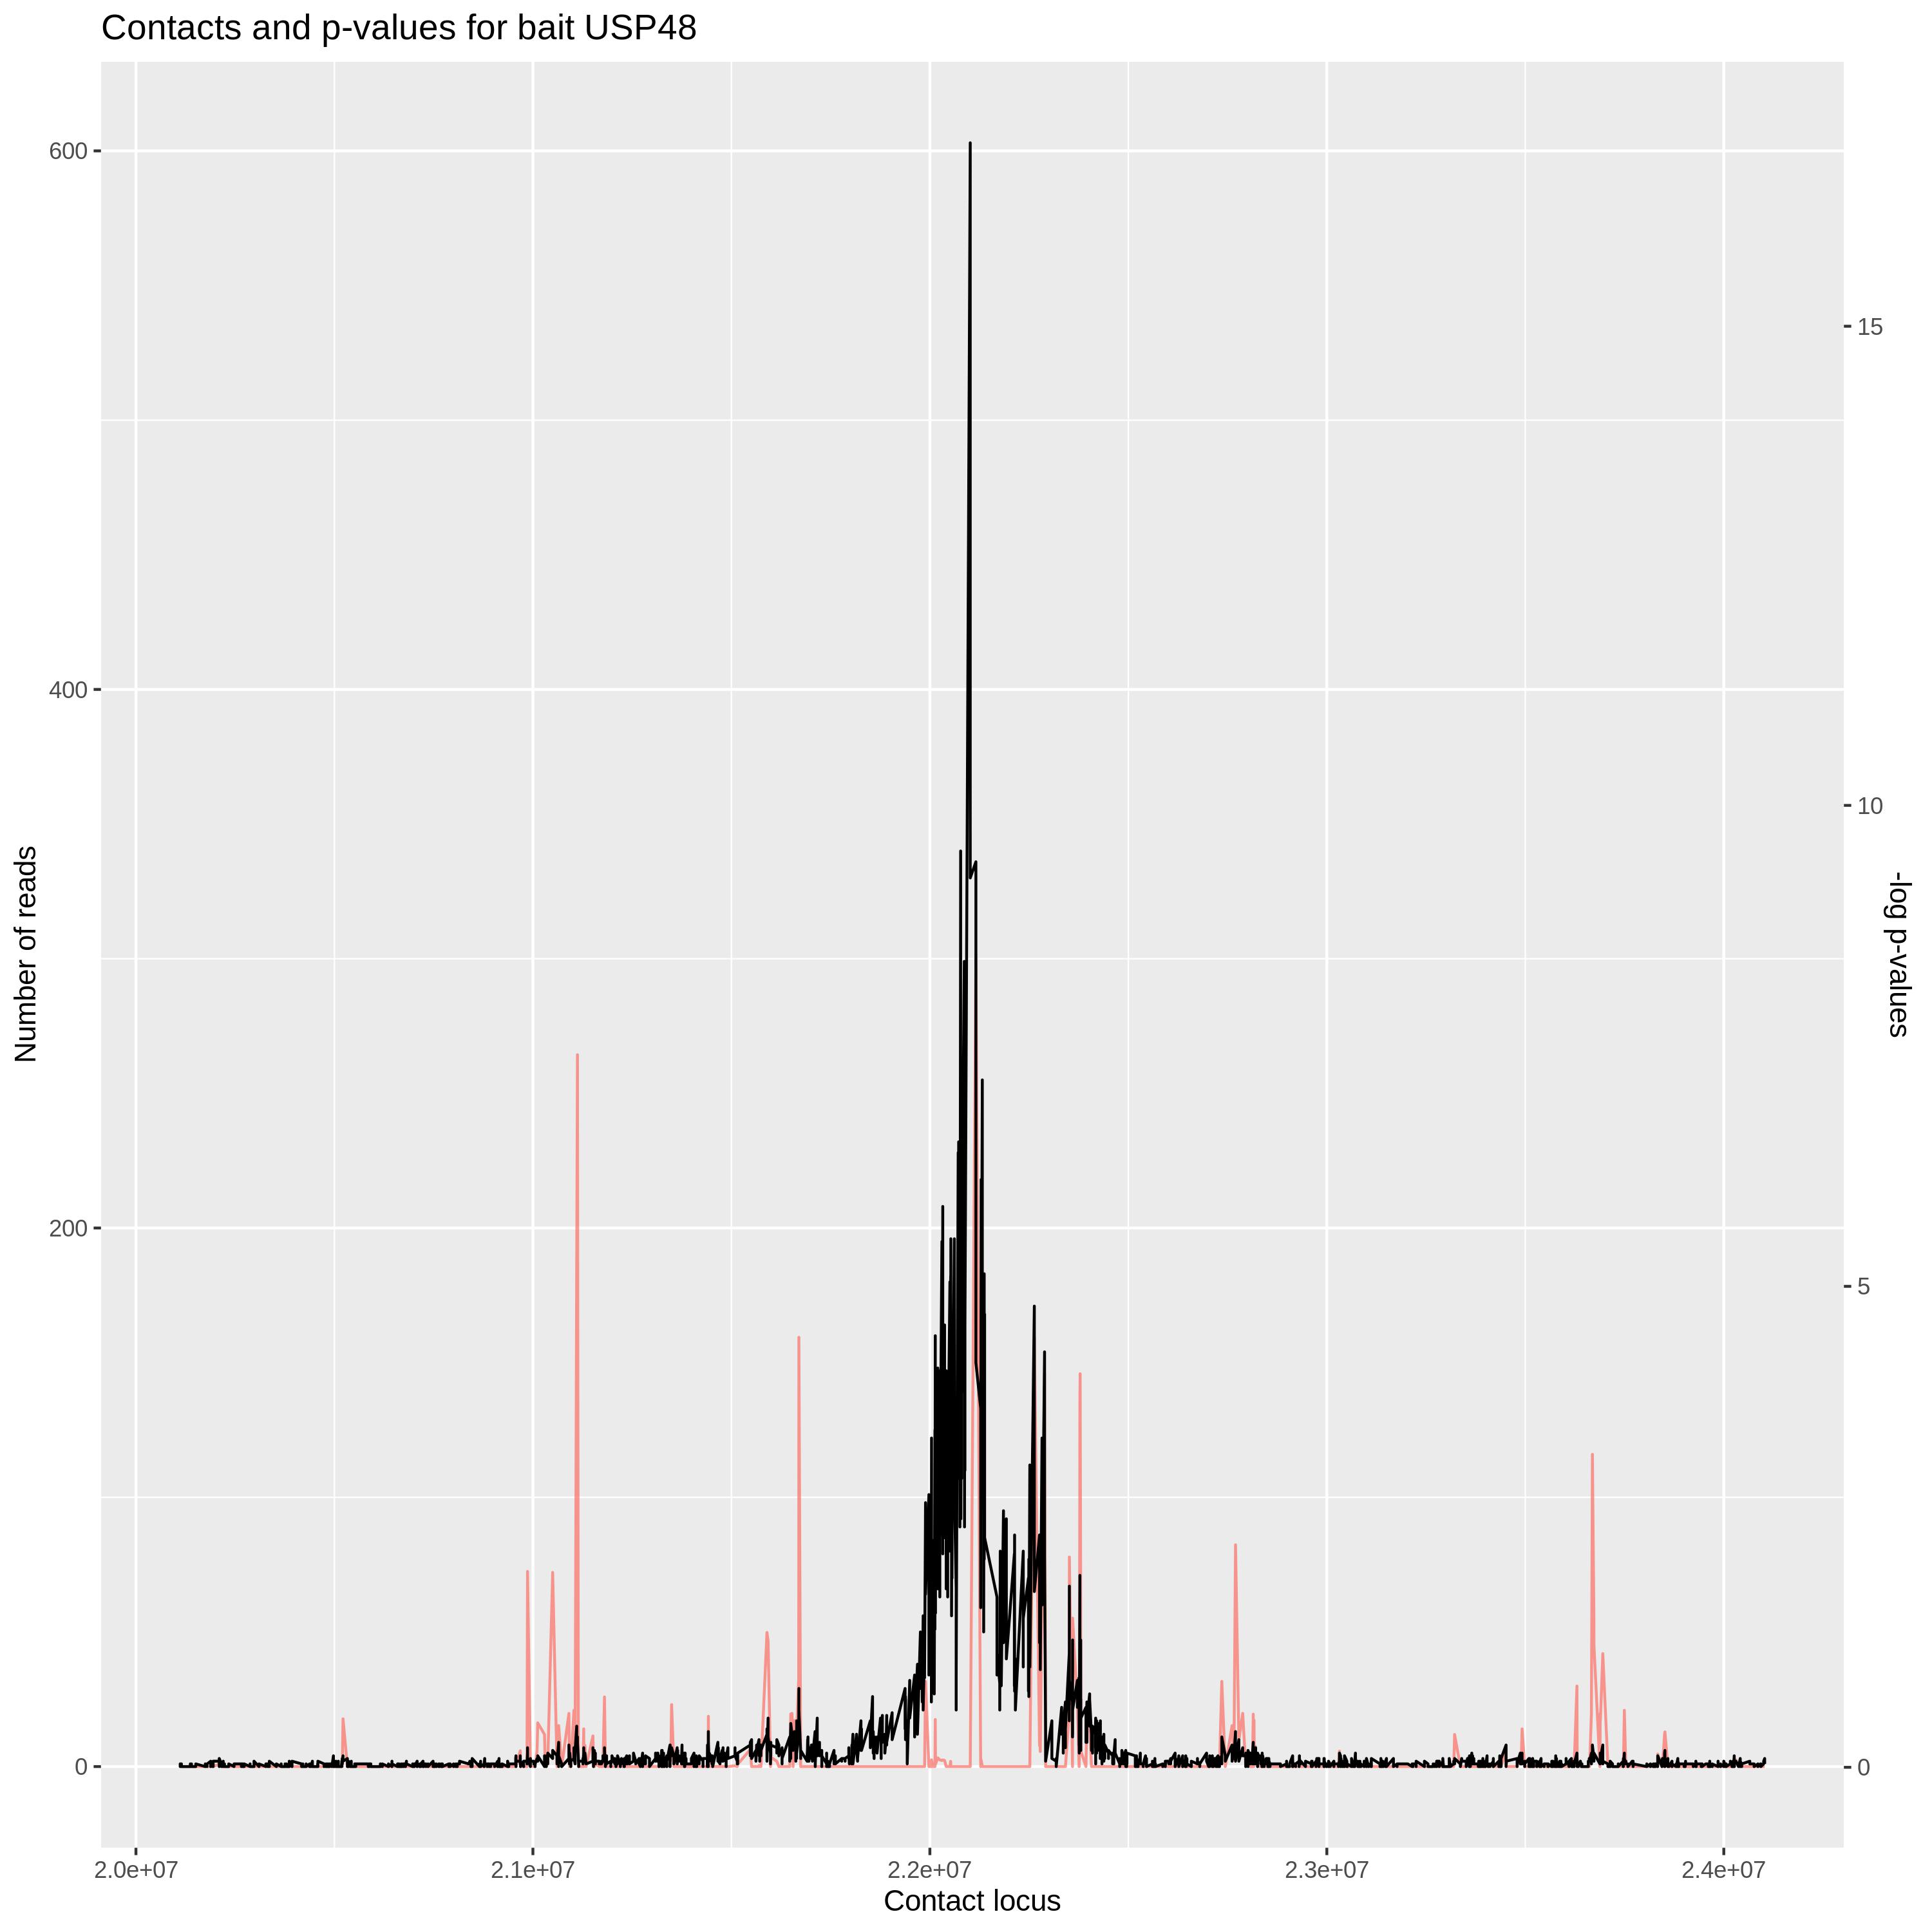 Contacts and p-values for bait USP48
600
400
200
0
Number of reads
15
10
5
0
-log p-values
2.0e+07
2.1e+07
2.2e+07
2.3e+07
2.4e+07
Contact locus